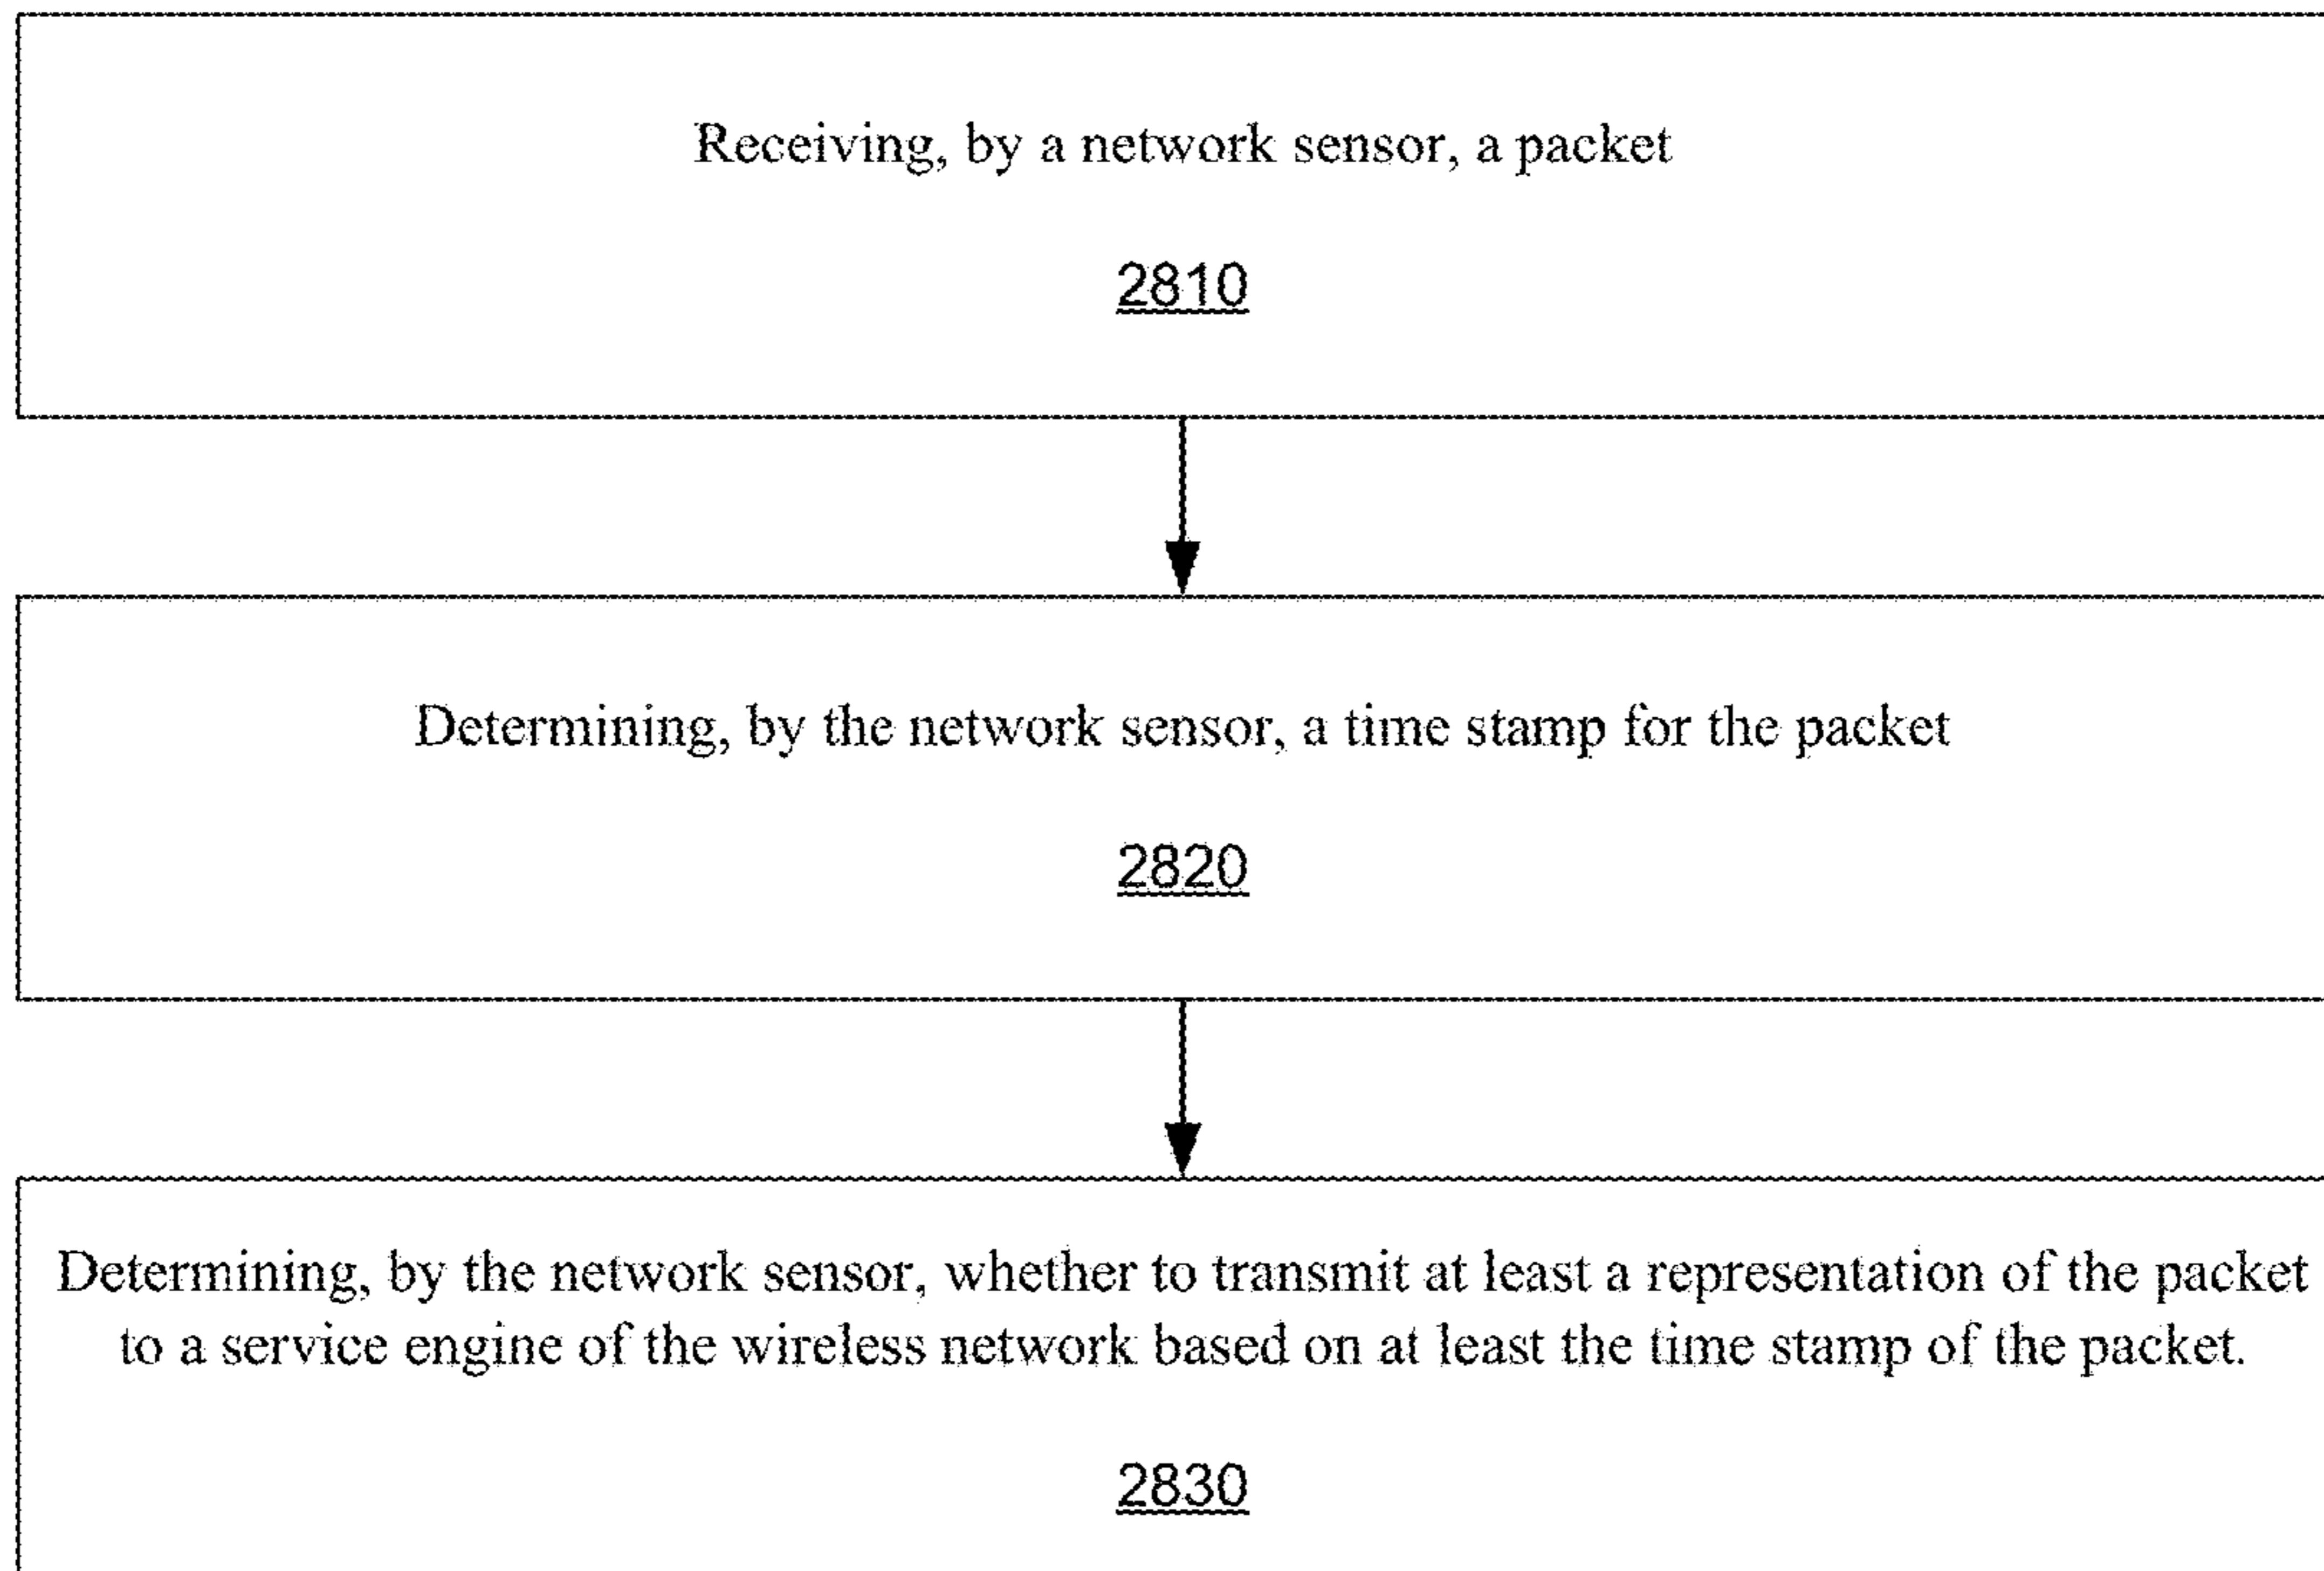 Receiving, by a network sensor, a packet
2810
Determining, by the network sensor, a time stamp for the packet
2820
Determining, by the network sensor, whether to transmit at least a representation of the packet
to a service engine of the wireless network based on at least the time stamp of the packet.
2830